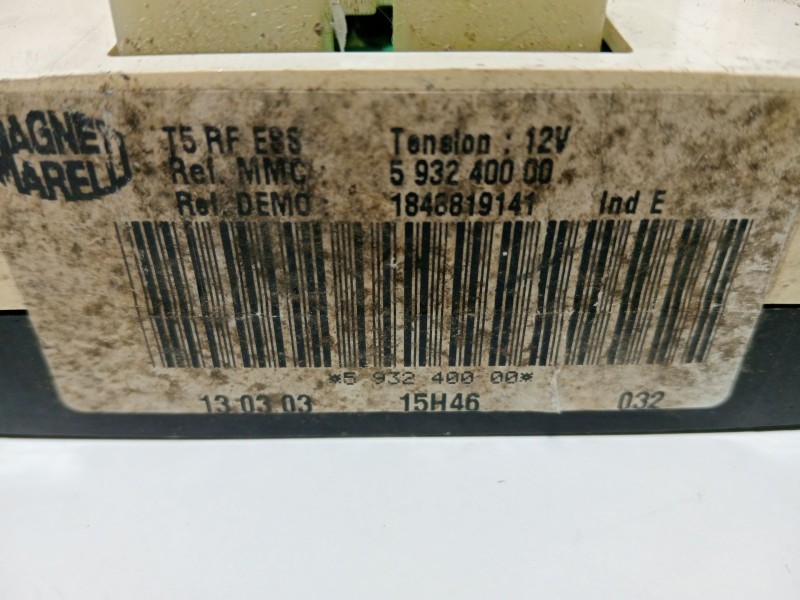 MAGNETI
MARELLI
T5 RF ESS Tension : 12V
Ref. MMC : 5 932 400 00
Ref. DEMO : 1848819141 Ind E
*5 932 400 00*
13 03 03 15H46 032